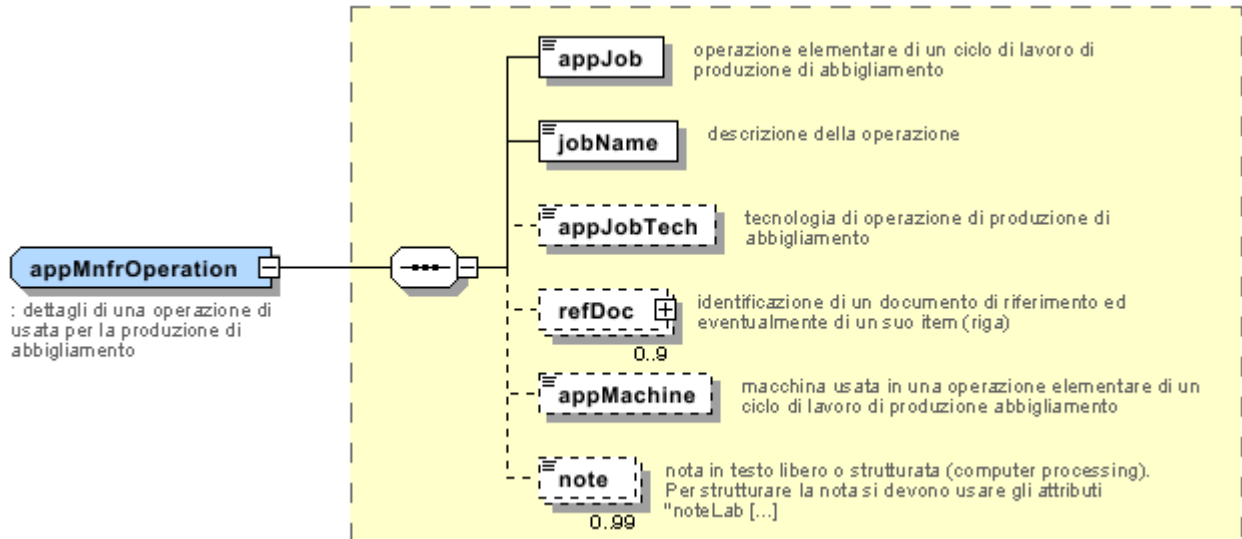 appJob
operazione elementare di un ciclo di lavoro di
produzione di abbigliamento
jobName
descrizione della operazione
appJobTech
tecnologia di operazione di produzione di
abbigliamento
appMnfrOperation
: dettagli di una operazione di
usata per la produzione di
abbigliamento
refDoc
0..9
identificazione di un documento di riferimento ed
eventualmente di un suo item (riga)
appMachine
macchina usata in una operazione elementare di un
ciclo di lavoro di produzione abbigliamento
note
0..99
nota in testo libero o strutturata (computer processing).
Per strutturare la nota si devono usare gli attributi
"noteLab [...]